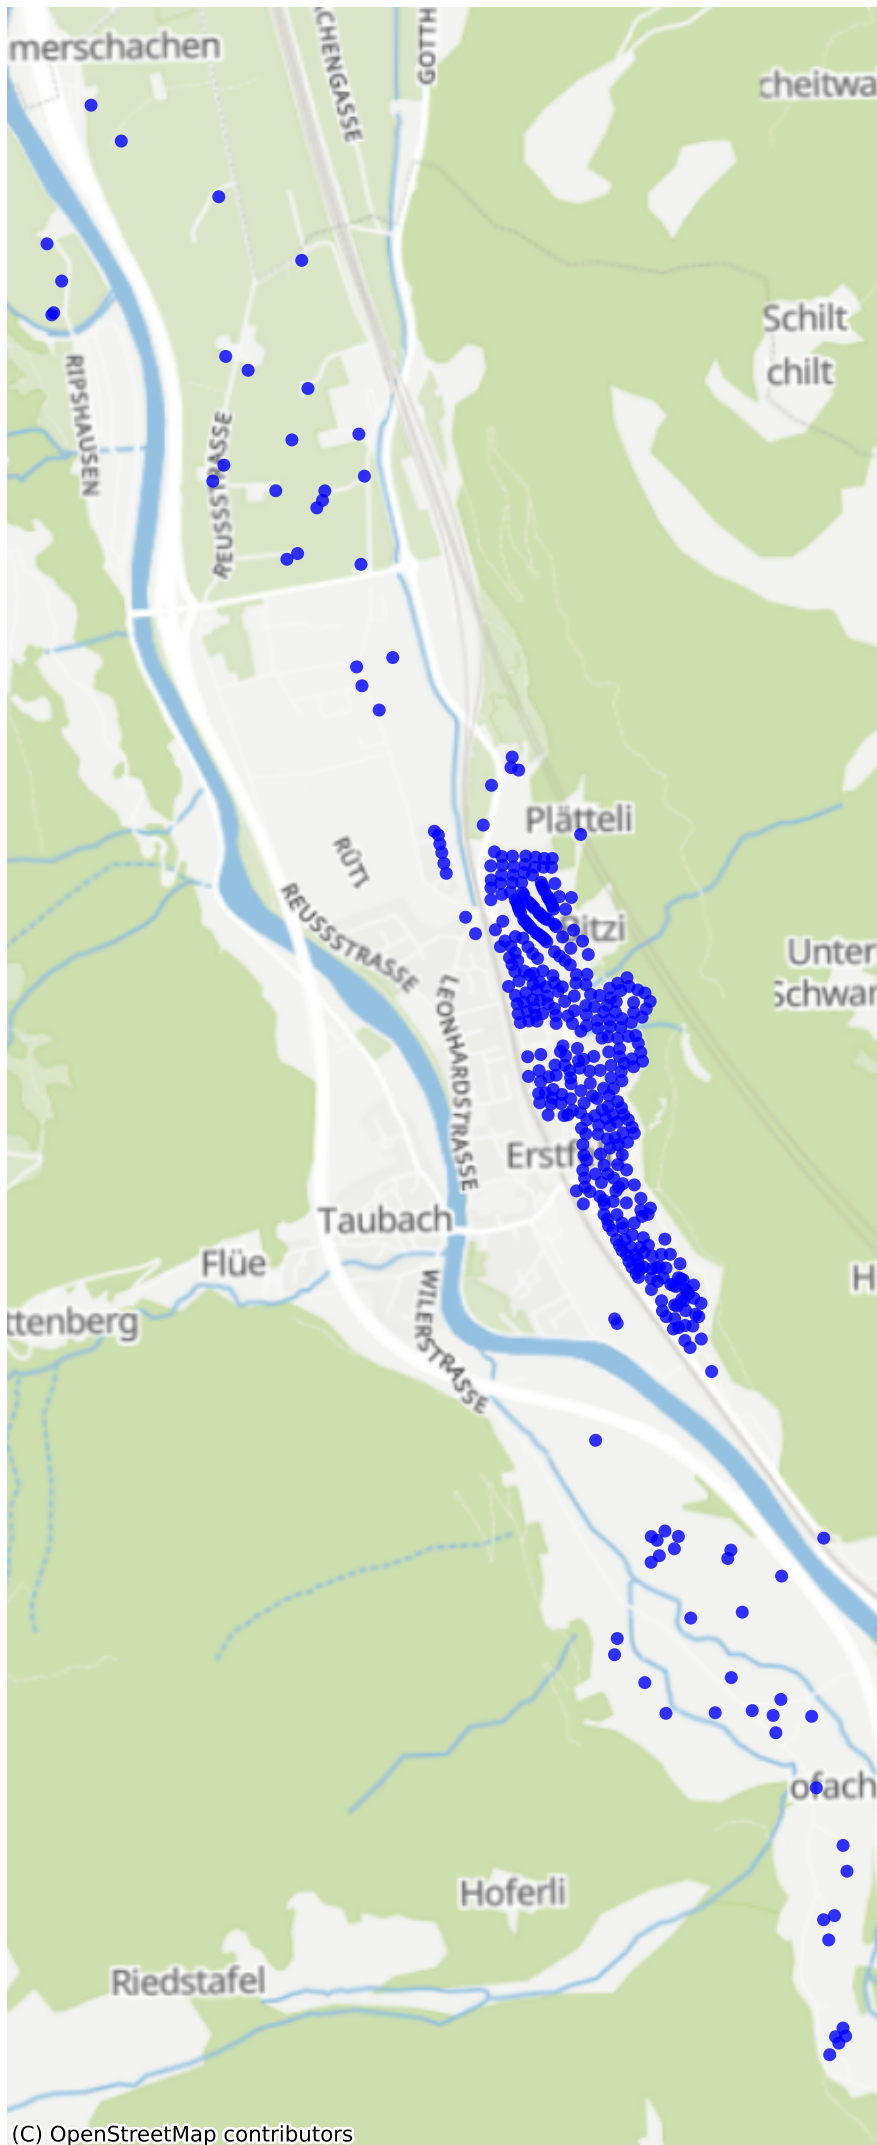 merschachen
CHENGASSE
GOTTH
cheitwa
Schilt
chilt
RIPSHAUSEN
REUSSSTRASSE
Plätteli
RÜTI
Bitzi
REUSSSTRASSE
Unter
Schwar
LEONHARDSTRASSE
Taubach
Flüe
H
ttenberg
WILERSTRASSE
ofach
Hoferli
Riedstafel
(C) OpenStreetMap contributors